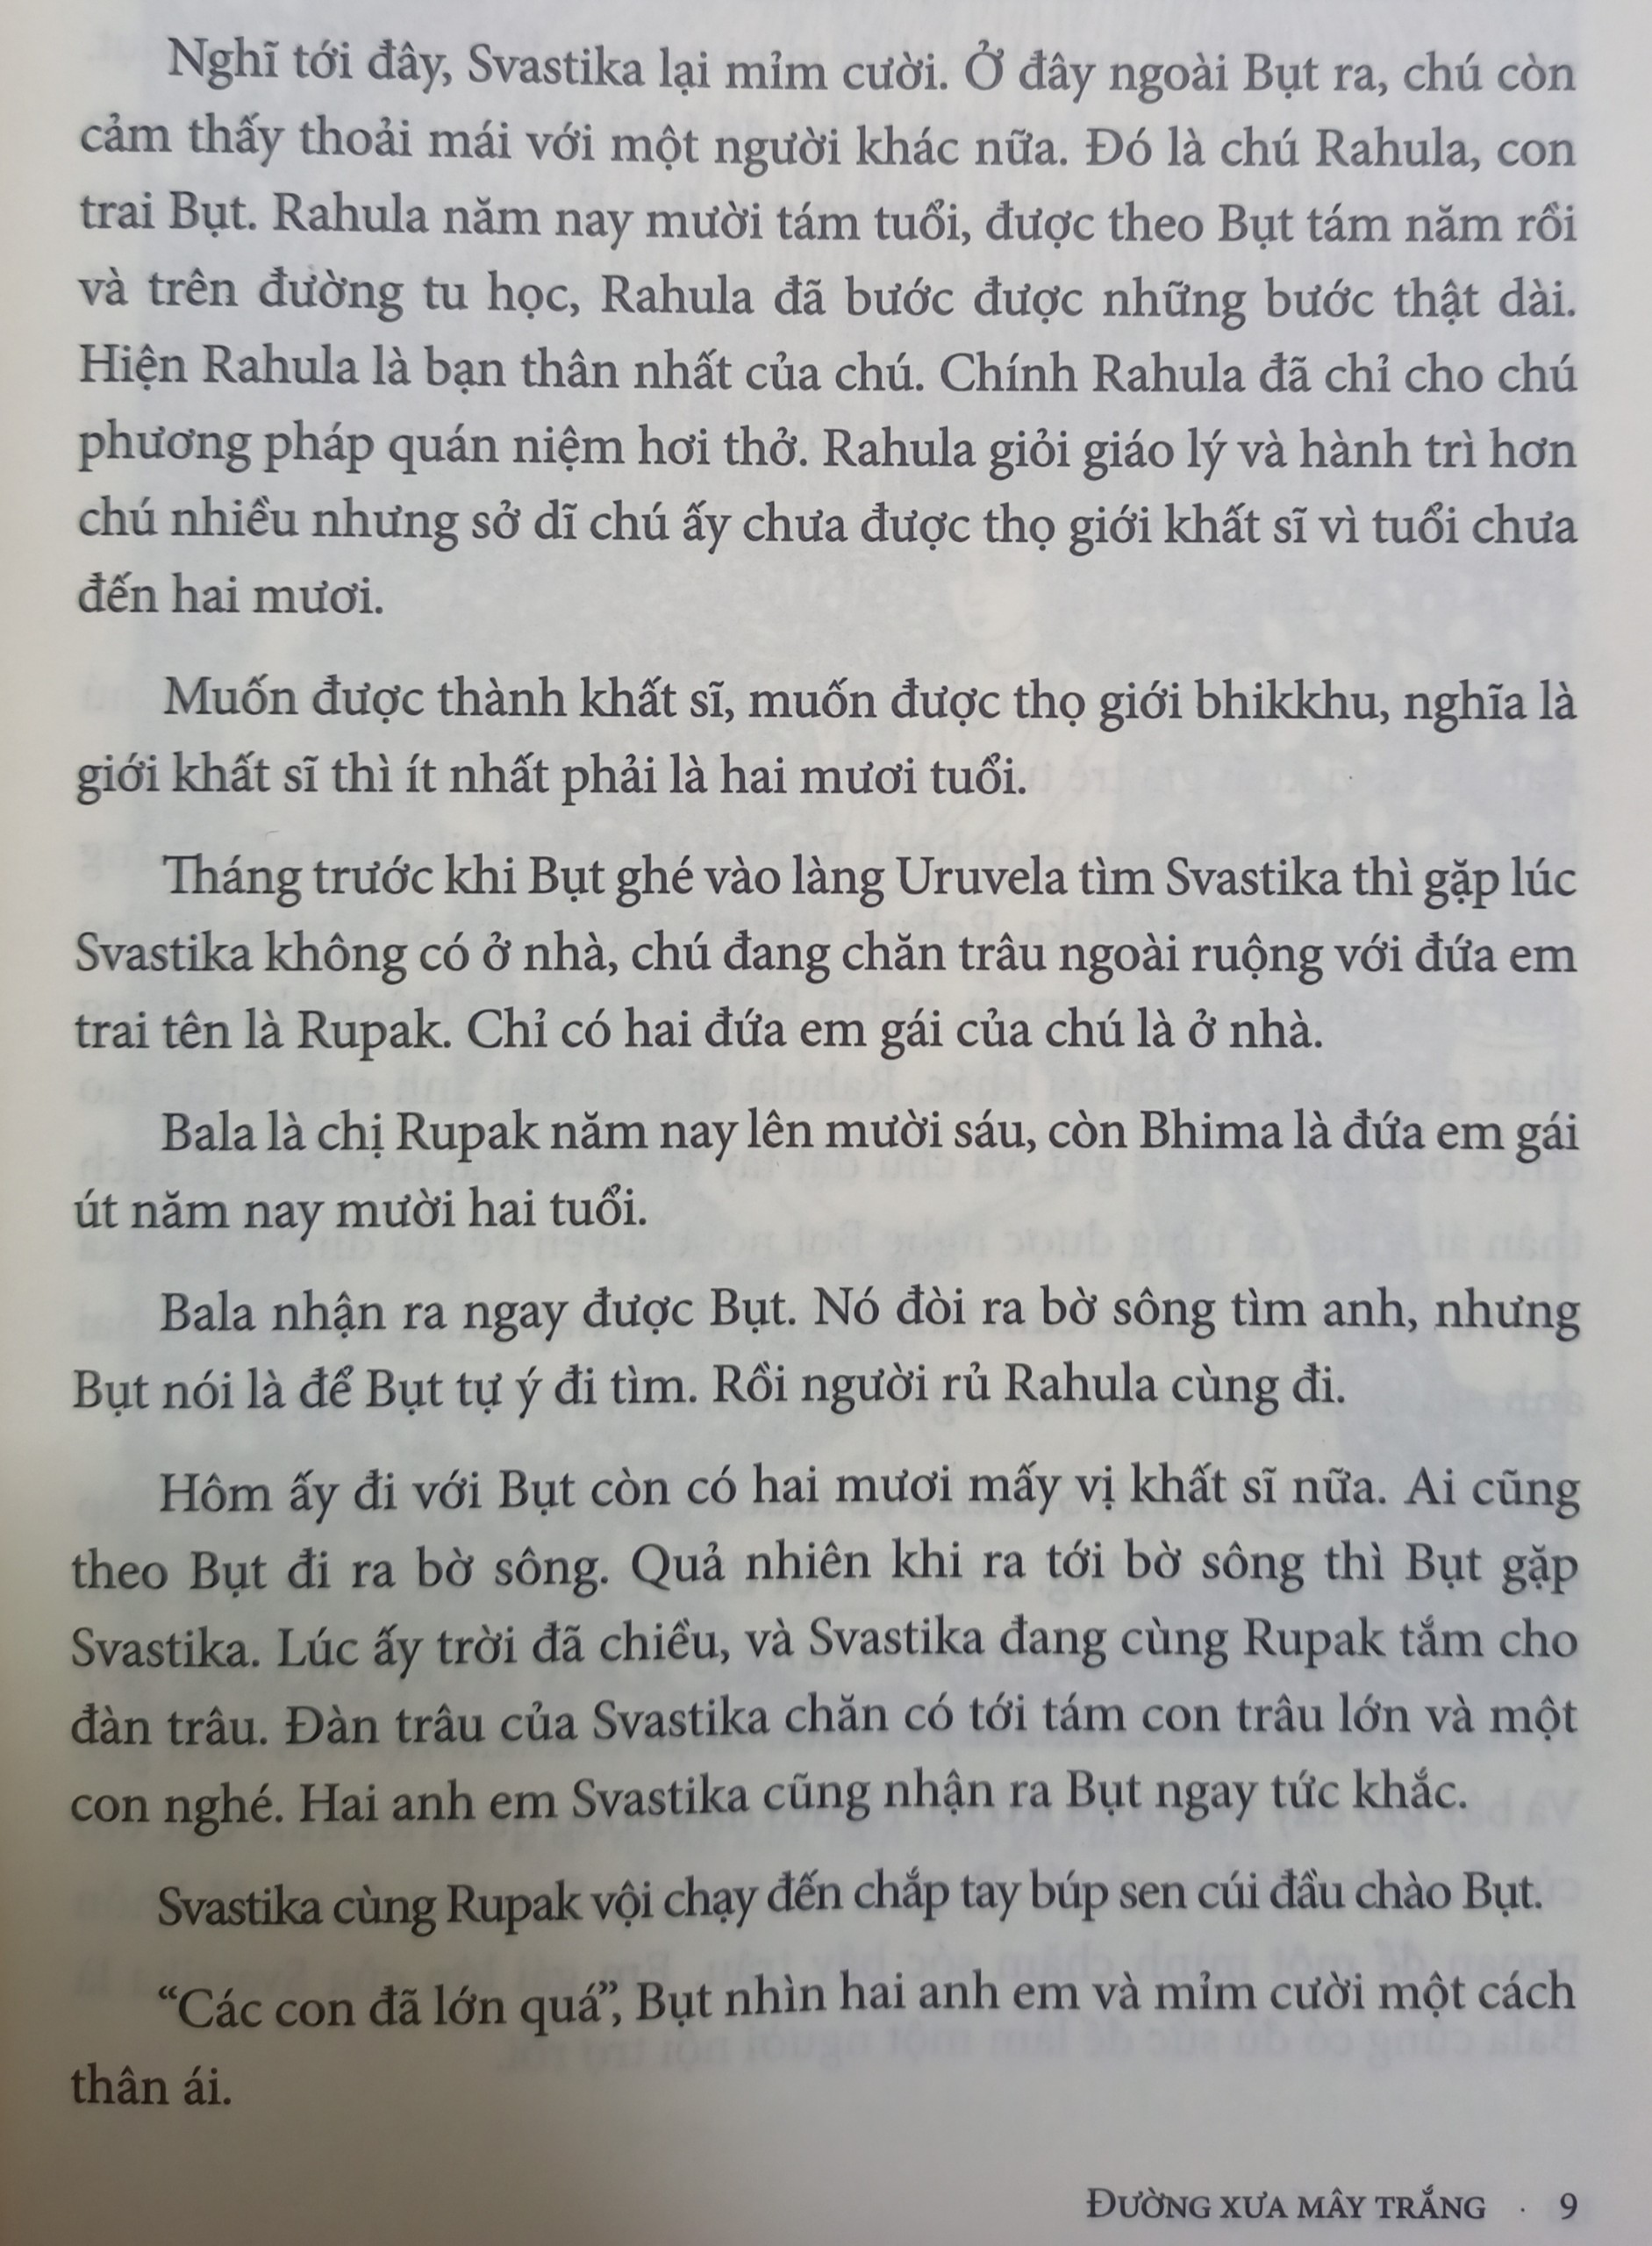 Nghĩ tới đây, Svastika lại mỉm cười. Ở đây ngoài Bụt ra, chú còn
cảm thấy thoải mái với một người khác nữa. Đó là chú Rahula, con
trai Bụt. Rahula năm nay mười tám tuổi, được theo Bụt tám năm rồi
và trên đường tu học, Rahula đã bước được những bước thật dài.
Hiện Rahula là bạn thân nhất của chú. Chính Rahula đã chỉ cho chú
phương pháp quán niệm hơi thở. Rahula giỏi giáo lý và hành trì hơn
chú nhiều nhưng sở dĩ chú ấy chưa được thọ giới khất sĩ vì tuổi chưa
đến hai mươi.
Muốn được thành khất sĩ, muốn được thọ giới bhikkhu, nghĩa là
giới khất sĩ thì ít nhất phải là hai mươi tuổi.
Tháng trước khi Bụt ghé vào làng Uruvela tìm Svastika thì gặp lúc
Svastika không có ở nhà, chú đang chăn trâu ngoài ruộng với đứa em
trai tên là Rupak. Chỉ có hai đứa em gái của chú là ở nhà.
Bala là chị Rupak năm nay lên mười sáu, còn Bhima là đứa em gái
út năm nay mười hai tuổi.
Bala nhận ra ngay được Bụt. Nó đòi ra bờ sông tìm anh, nhưng
Bụt nói là để Bụt tự ý đi tìm. Rồi người rủ Rahula cùng đi.
Hôm ấy đi với Bụt còn có hai mươi mấy vị khất sĩ nữa. Ai cũng
theo Bụt đi ra bờ sông. Quả nhiên khi ra tới bờ sông thì Bụt gặp
Svastika. Lúc ấy trời đã chiều, và Svastika đang cùng Rupak tắm cho
đàn trâu. Đàn trâu của Svastika chăn có tới tám con trâu lớn và một
con nghé. Hai anh em Svastika cũng nhận ra Bụt ngay tức khắc.
Svastika cùng Rupak vội chạy đến chắp tay búp sen cúi đầu chào Bụt.
“Các con đã lớn quá”, Bụt nhìn hai anh em và mỉm cười một cách
thân ái.
ĐƯỜNG XƯA MÂY TRẮNG · 9